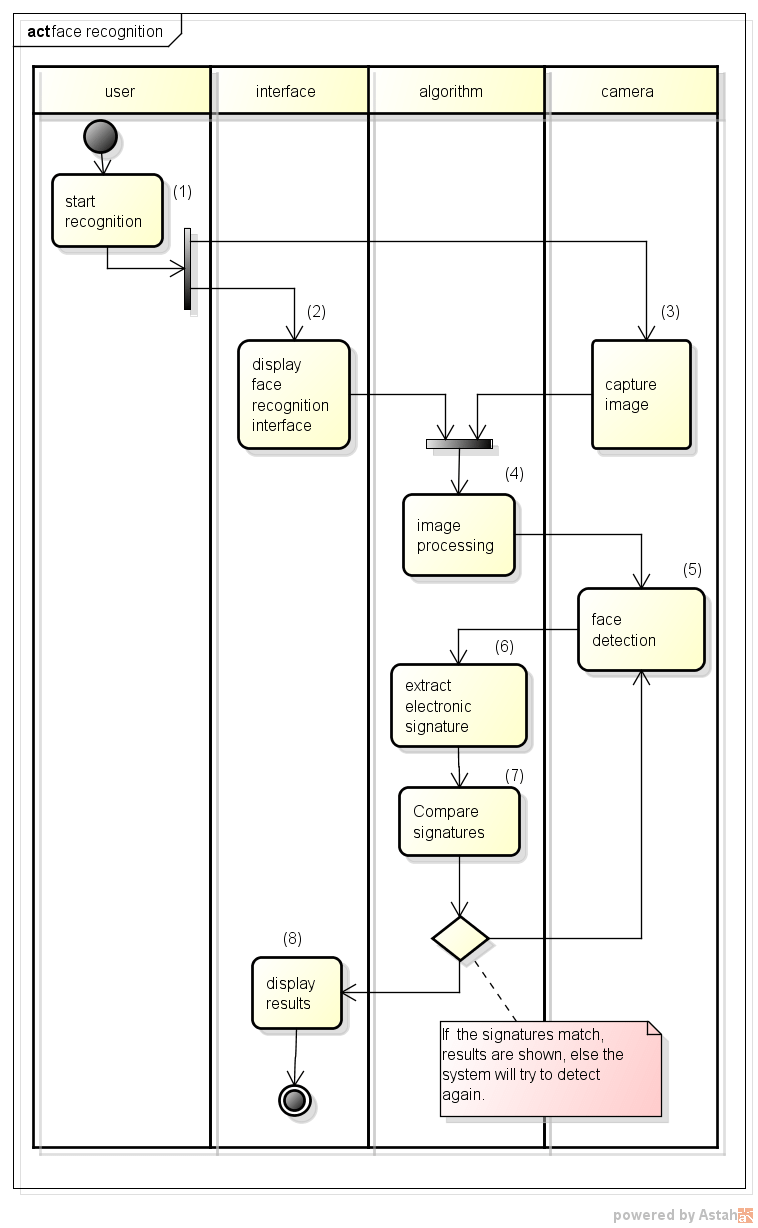 act face recognition
user
interface
algorithm
camera
start
recognition
(1)
(2)
(3)
display
face
recognition
interface
capture
image
(4)
image
processing
(5)
face
detection
(6)
extract
electronic
signature
(7)
Compare
signatures
(8)
display
results
If the signatures match,
results are shown, else the
system will try to detect
again.
powered by Astah